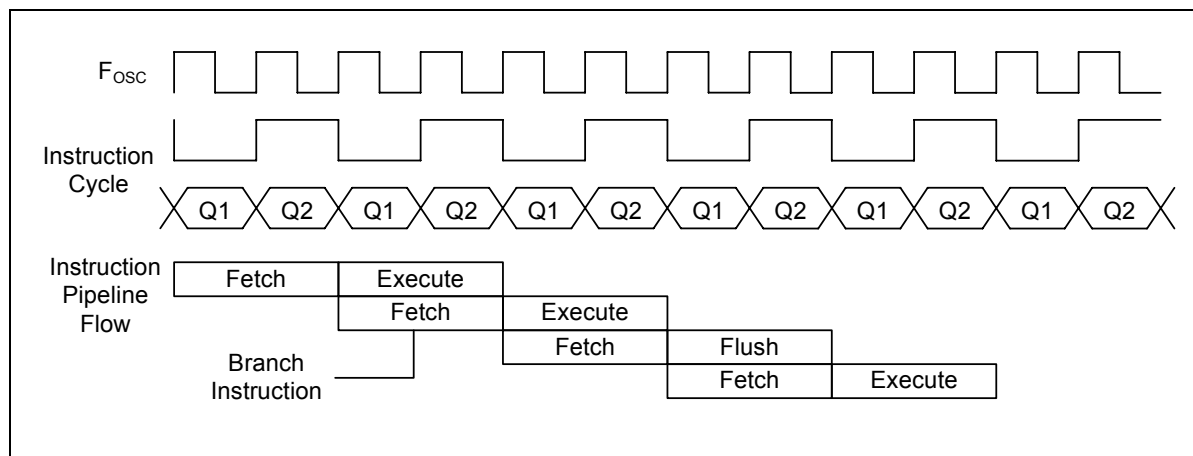 FOSC
Instruction
Cycle
Q1 Q2 Q1 Q2 Q1 Q2 Q1 Q2 Q1 Q2 Q1 Q2
Instruction
Pipeline
Flow
Fetch Execute
Fetch Execute
Fetch Flush
Fetch Execute
Branch
Instruction